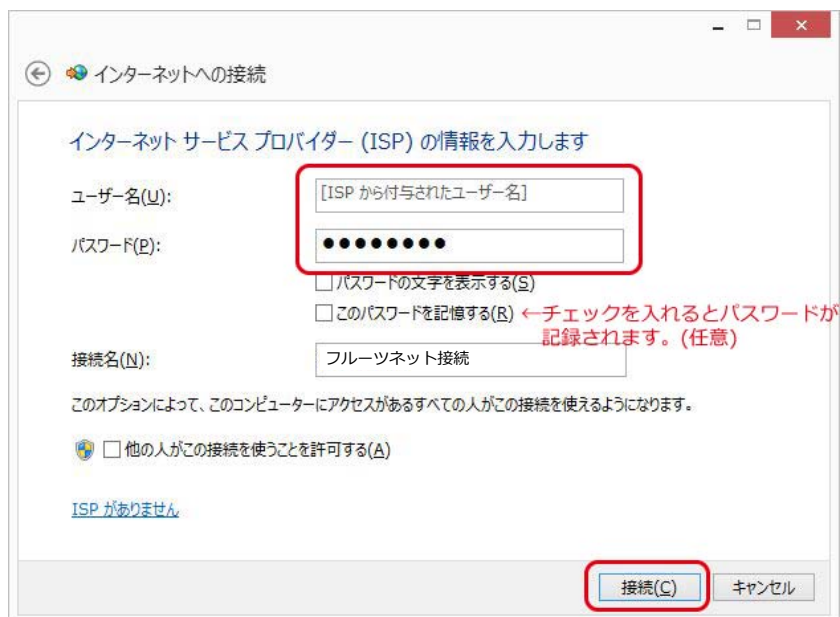 インターネットへの接続
インターネット サービス プロバイダー (ISP) の情報を入力します
ユーザー名(U):
[ISP から付与されたユーザー名]
パスワード(P):
●●●●●●●●
パスワードの文字を表示する(S)
このパスワードを記憶する(R) ←チェックを入れるとパスワードが
記録されます。(任意)
接続名(N):
フルーツネット接続
このオプションによって、このコンピューターにアクセスがあるすべての人がこの接続を使えるようになります。
他の人がこの接続を使うことを許可する(A)
ISP がありません
接続(C)
キャンセル